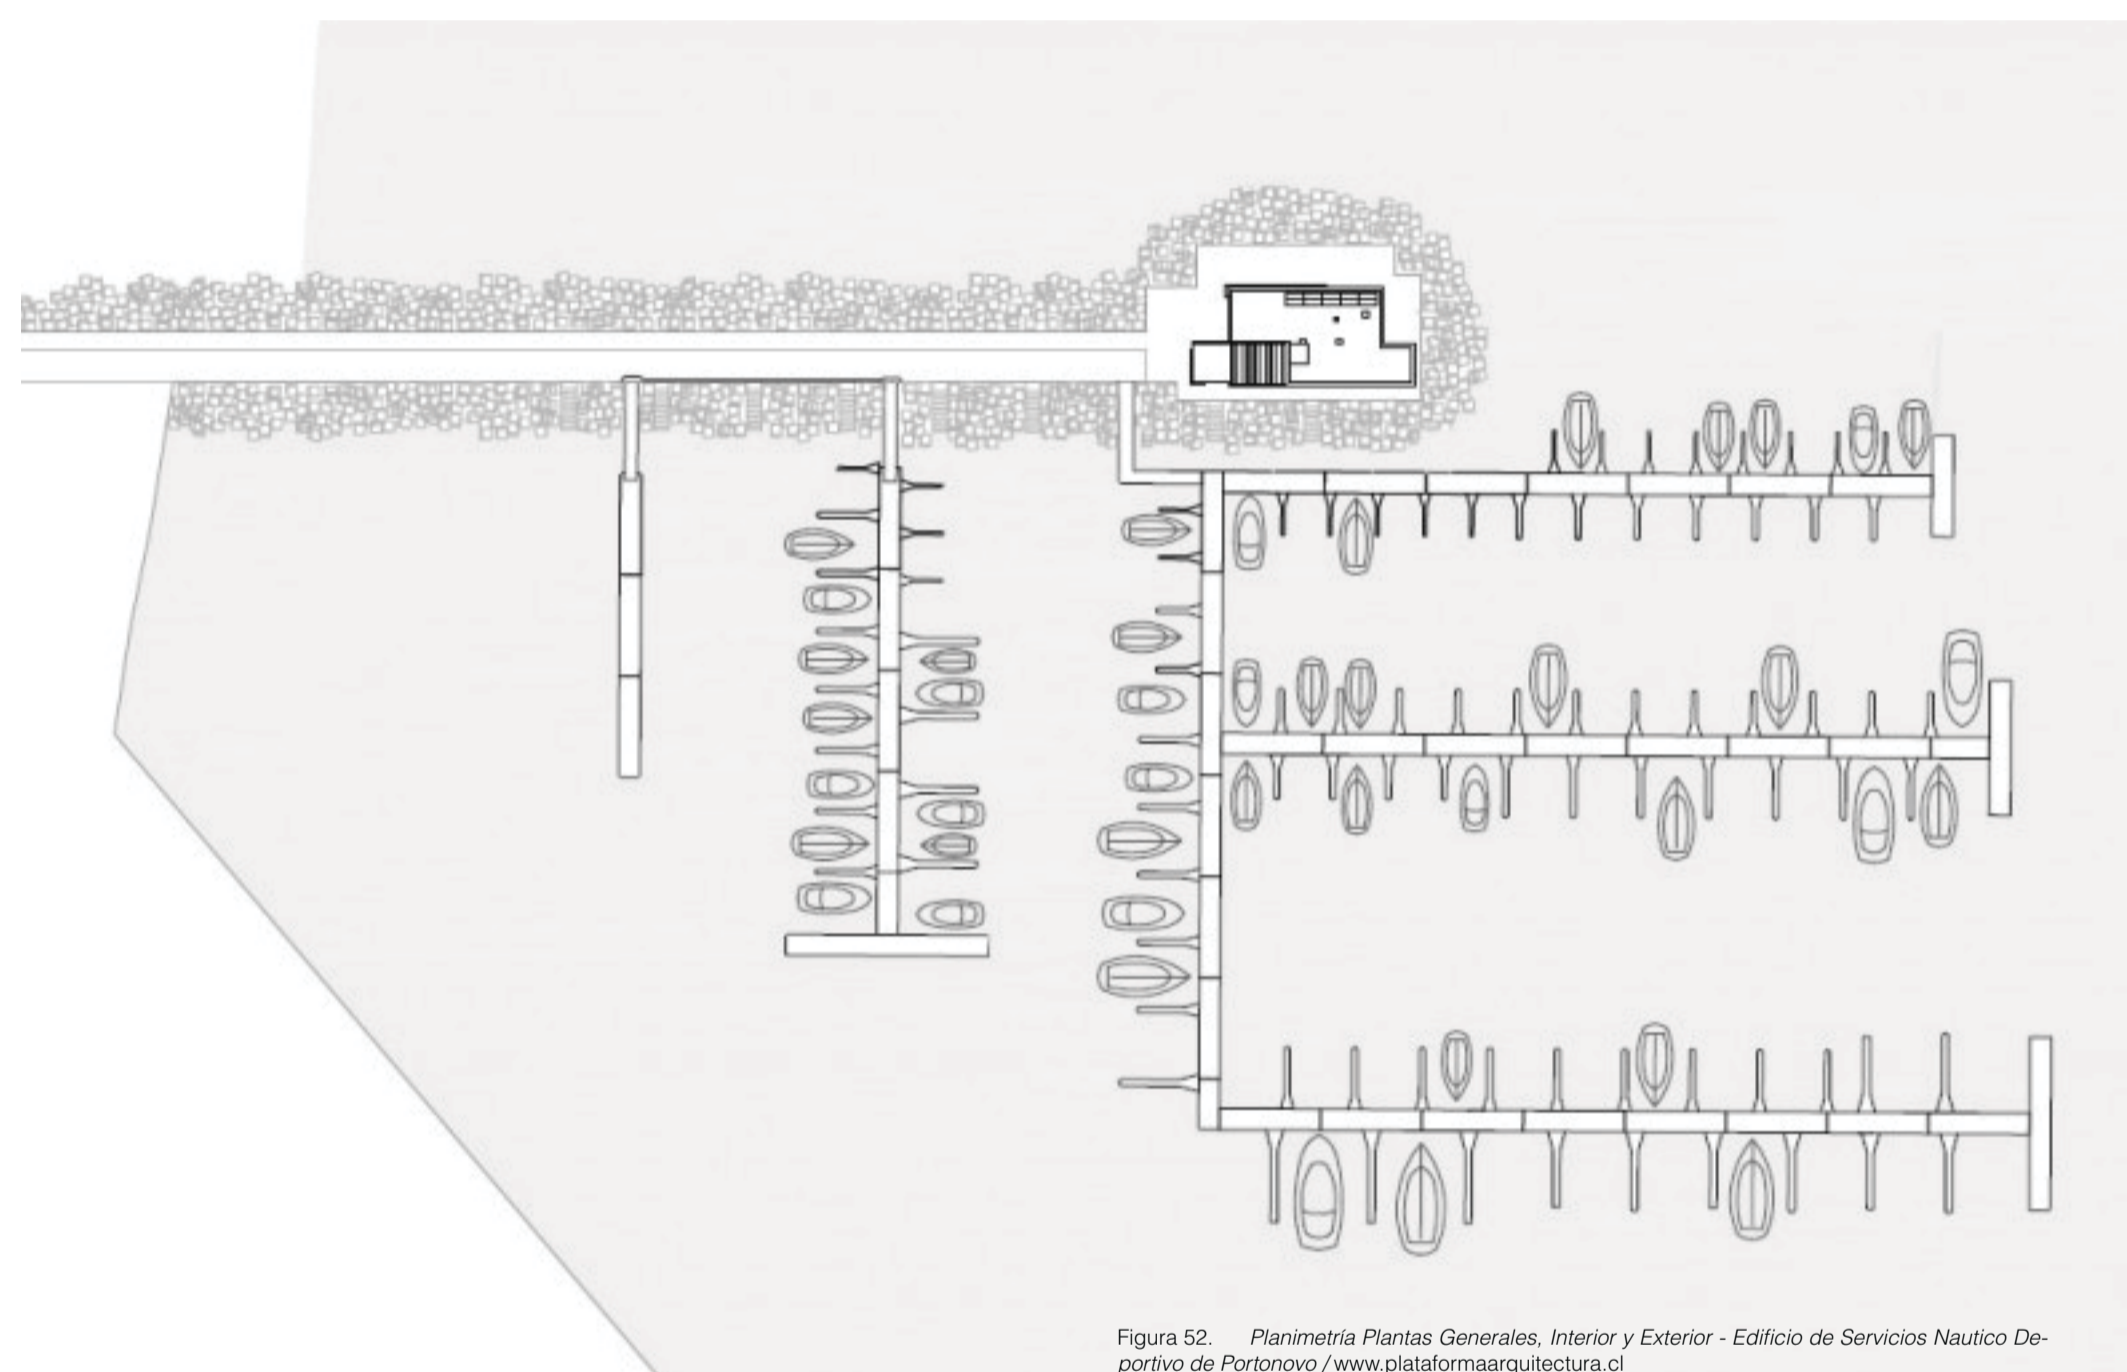 Figura 52. Planimetría Plantas Generales, Interior y Exterior - Edificio de Servicios Nautico De-
portivo de Portonovo / www.plataformaarquitectura.cl